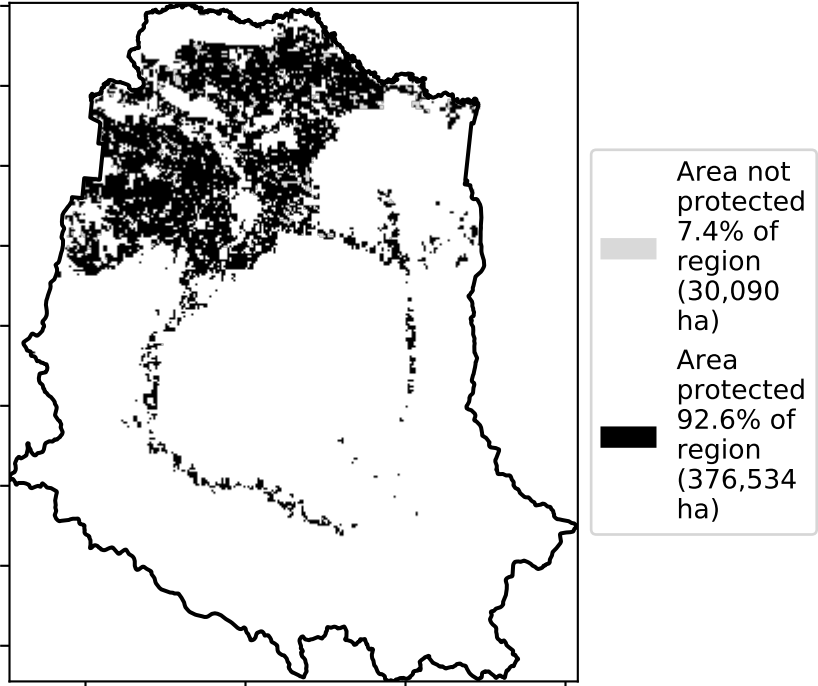 Area not
protected
7.4% of
region
(30,090
ha)
Area
protected
92.6% of
region
(376,534
ha)